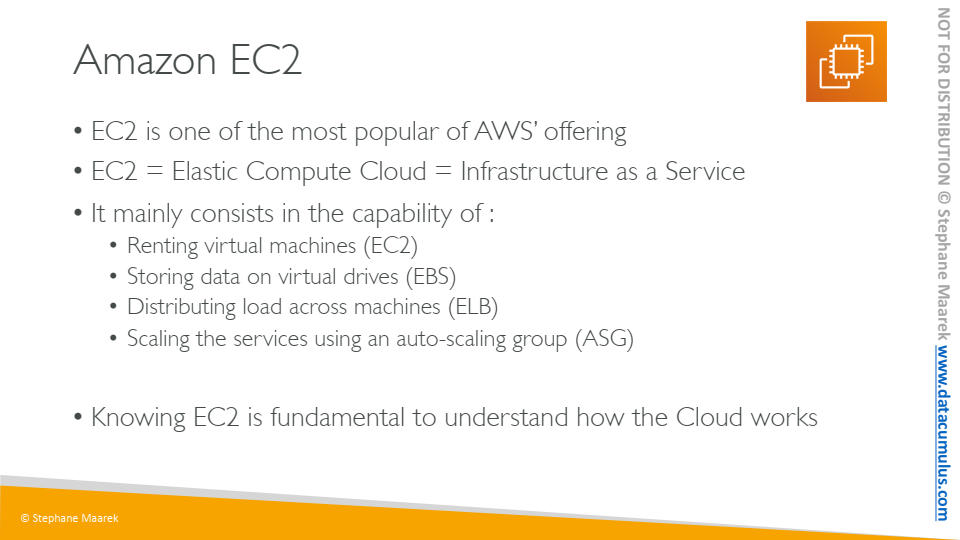 Amazon EC2
• EC2 is one of the most popular of AWS’ offering
• EC2 = Elastic Compute Cloud = Infrastructure as a Service
• It mainly consists in the capability of :
• Renting virtual machines (EC2)
• Storing data on virtual drives (EBS)
• Distributing load across machines (ELB)
• Scaling the services using an auto-scaling group (ASG)
• Knowing EC2 is fundamental to understand how the Cloud works
© Stephane Maarek
NOT FOR DISTRIBUTION © Stephane Maarek www.datacumulus.com